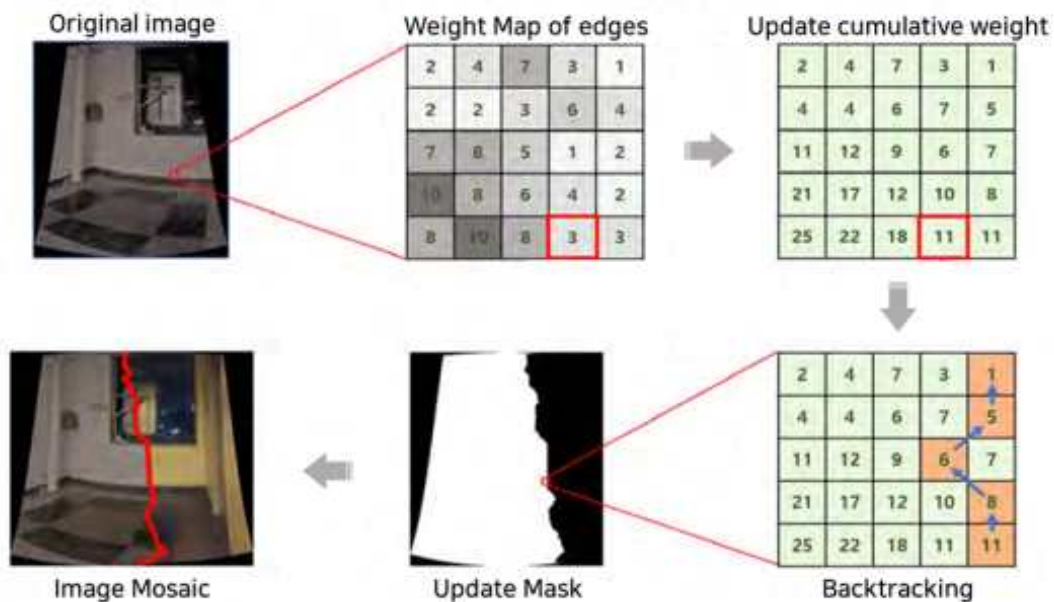 Original image
Weight Map of edges
Update cumulative weight
2 4 7 3 1
2 2 3 6 4
7 8 5 1 2
10 8 6 4 2
8 10 8 3 3
2 4 7 3 1
4 4 6 7 5
11 12 9 6 7
21 17 12 10 8
25 22 18 11 11
2 4 7 3 1
4 4 6 7 5
11 12 9 6 7
21 17 12 10 8
25 22 18 11 11
Image Mosaic
Update Mask
Backtracking